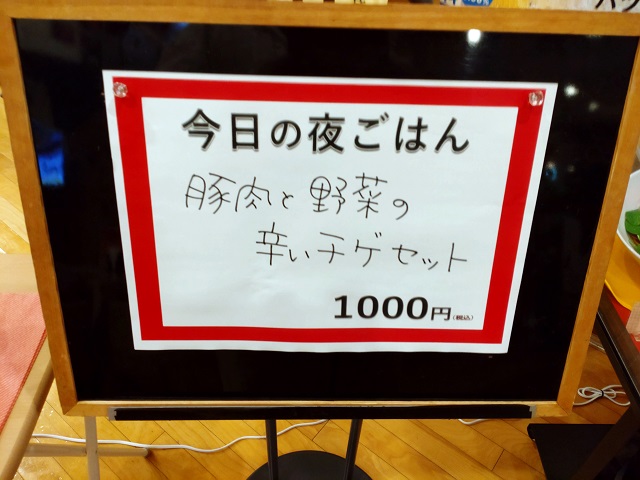 今日の夜ごはん
豚肉と野菜の
辛いチゲセット
1000円(税込)